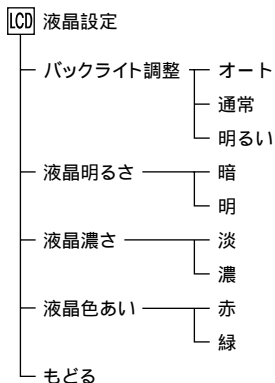 LCD 液晶設定
バックライト調整 オート
通常
明るい
液晶明るさ 暗
明
液晶濃さ 淡
濃
液晶色あい 赤
緑
もどる